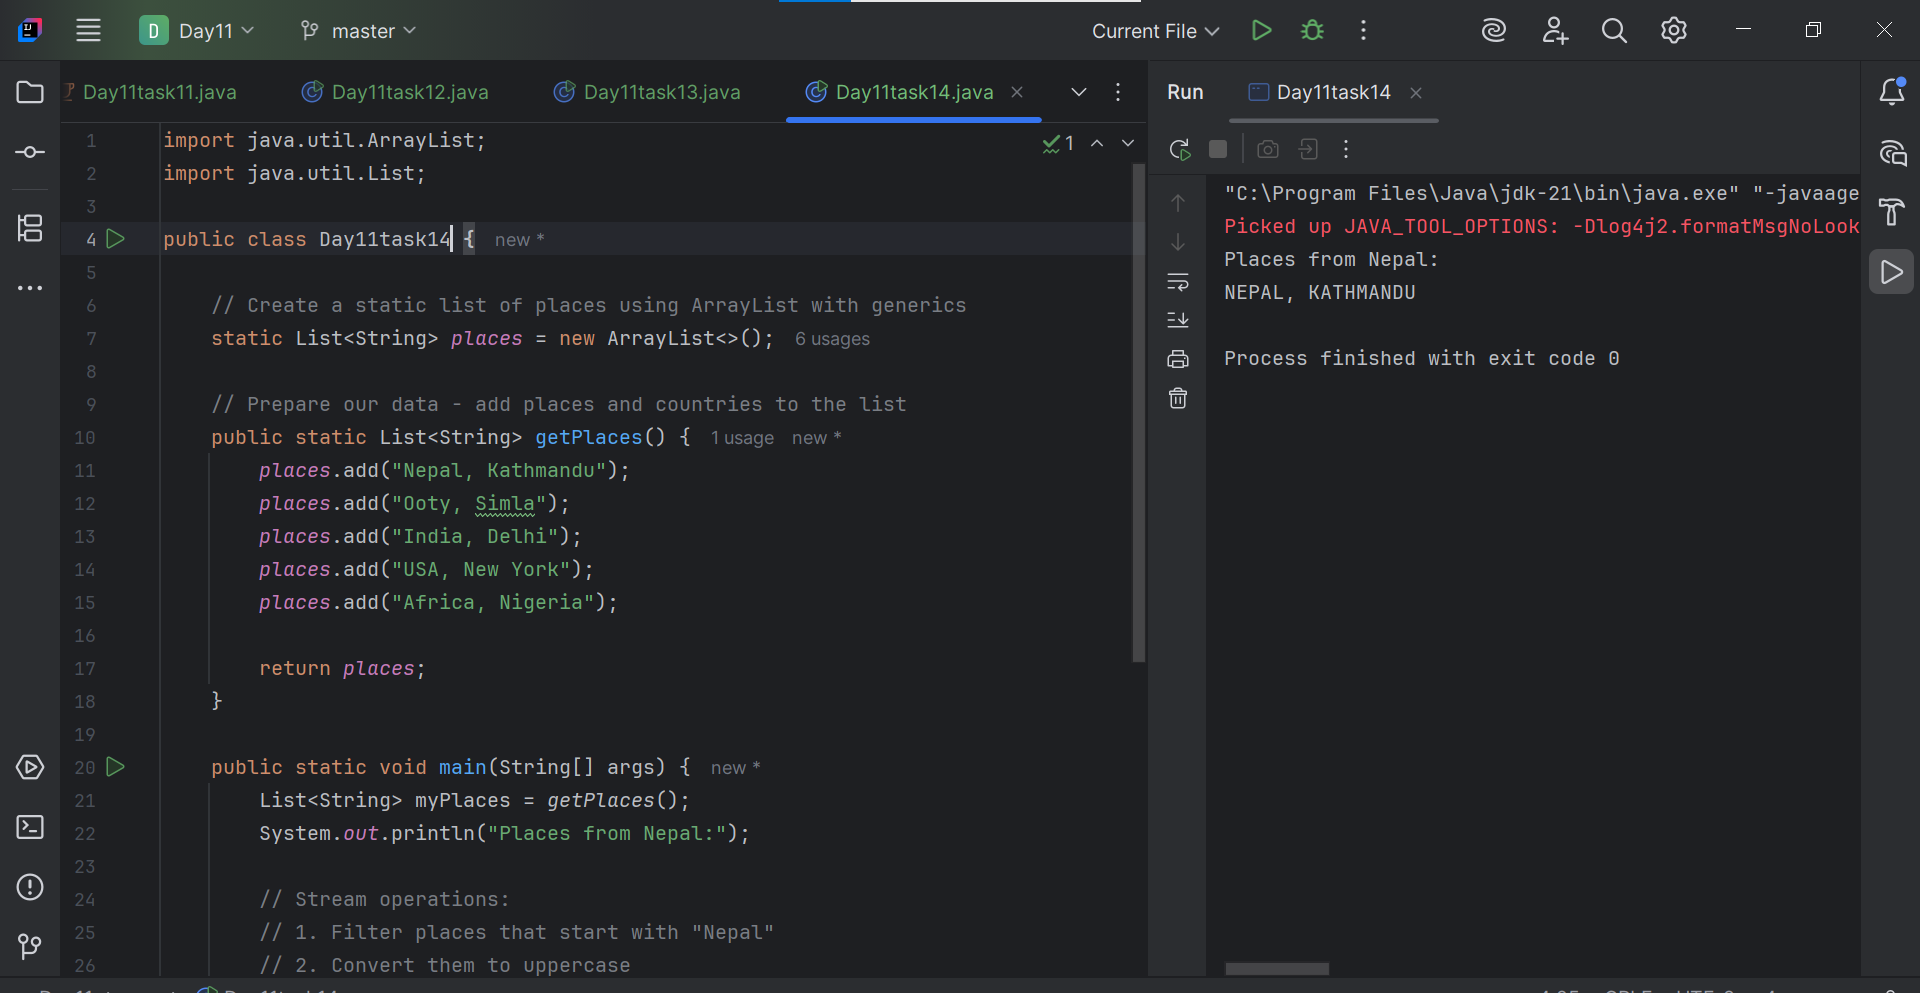 D Day11 master Current File
Day11task11.java Day11task12.java Day11task13.java Day11task14.java
1 import java.util.ArrayList;
2 import java.util.List;
3
4 public class Day11task14 { new *
5
6 // Create a static list of places using ArrayList with generics
7 static List<String> places = new ArrayList<>(); 6 usages
8
9 // Prepare our data - add places and countries to the list
10 public static List<String> getPlaces() { 1 usage new *
11 places.add("Nepal, Kathmandu");
12 places.add("Ooty, Simla");
13 places.add("India, Delhi");
14 places.add("USA, New York");
15 places.add("Africa, Nigeria");
16
17 return places;
18 }
19
20 public static void main(String[] args) { new *
21 List<String> myPlaces = getPlaces();
22 System.out.println("Places from Nepal:");
23
24 // Stream operations:
25 // 1. Filter places that start with "Nepal"
26 // 2. Convert them to uppercase
1
Run Day11task14
"C:\Program Files\Java\jdk-21\bin\java.exe" "-javaage
Picked up JAVA_TOOL_OPTIONS: -Dlog4j2.formatMsgNoLook
Places from Nepal:
NEPAL, KATHMANDU
Process finished with exit code 0